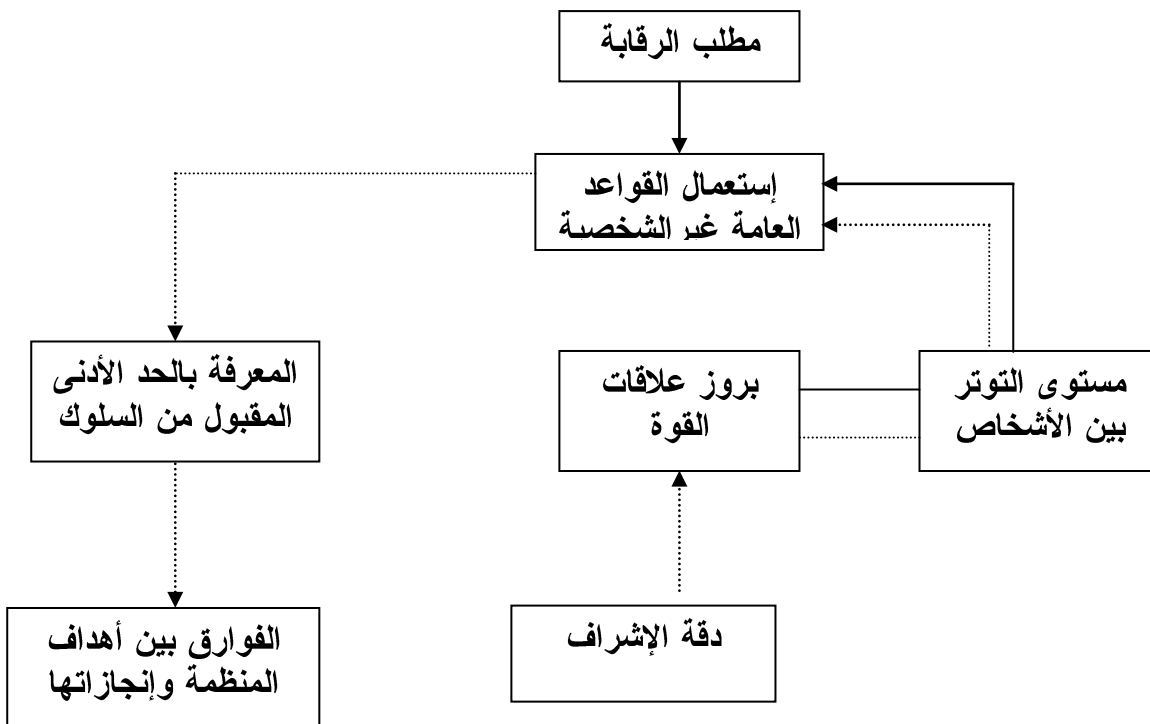 مطلب الرقابة
إستعمال القواعد
العامة غير الشخصية
المعرفة بالحد الأدنى
المقبول من السلوك
بروز علاقات
القوة
مستوى التوتر
بين الأشخاص
الفوارق بين أهداف
المنظمة وإنجازاتها
دقة الإشراف